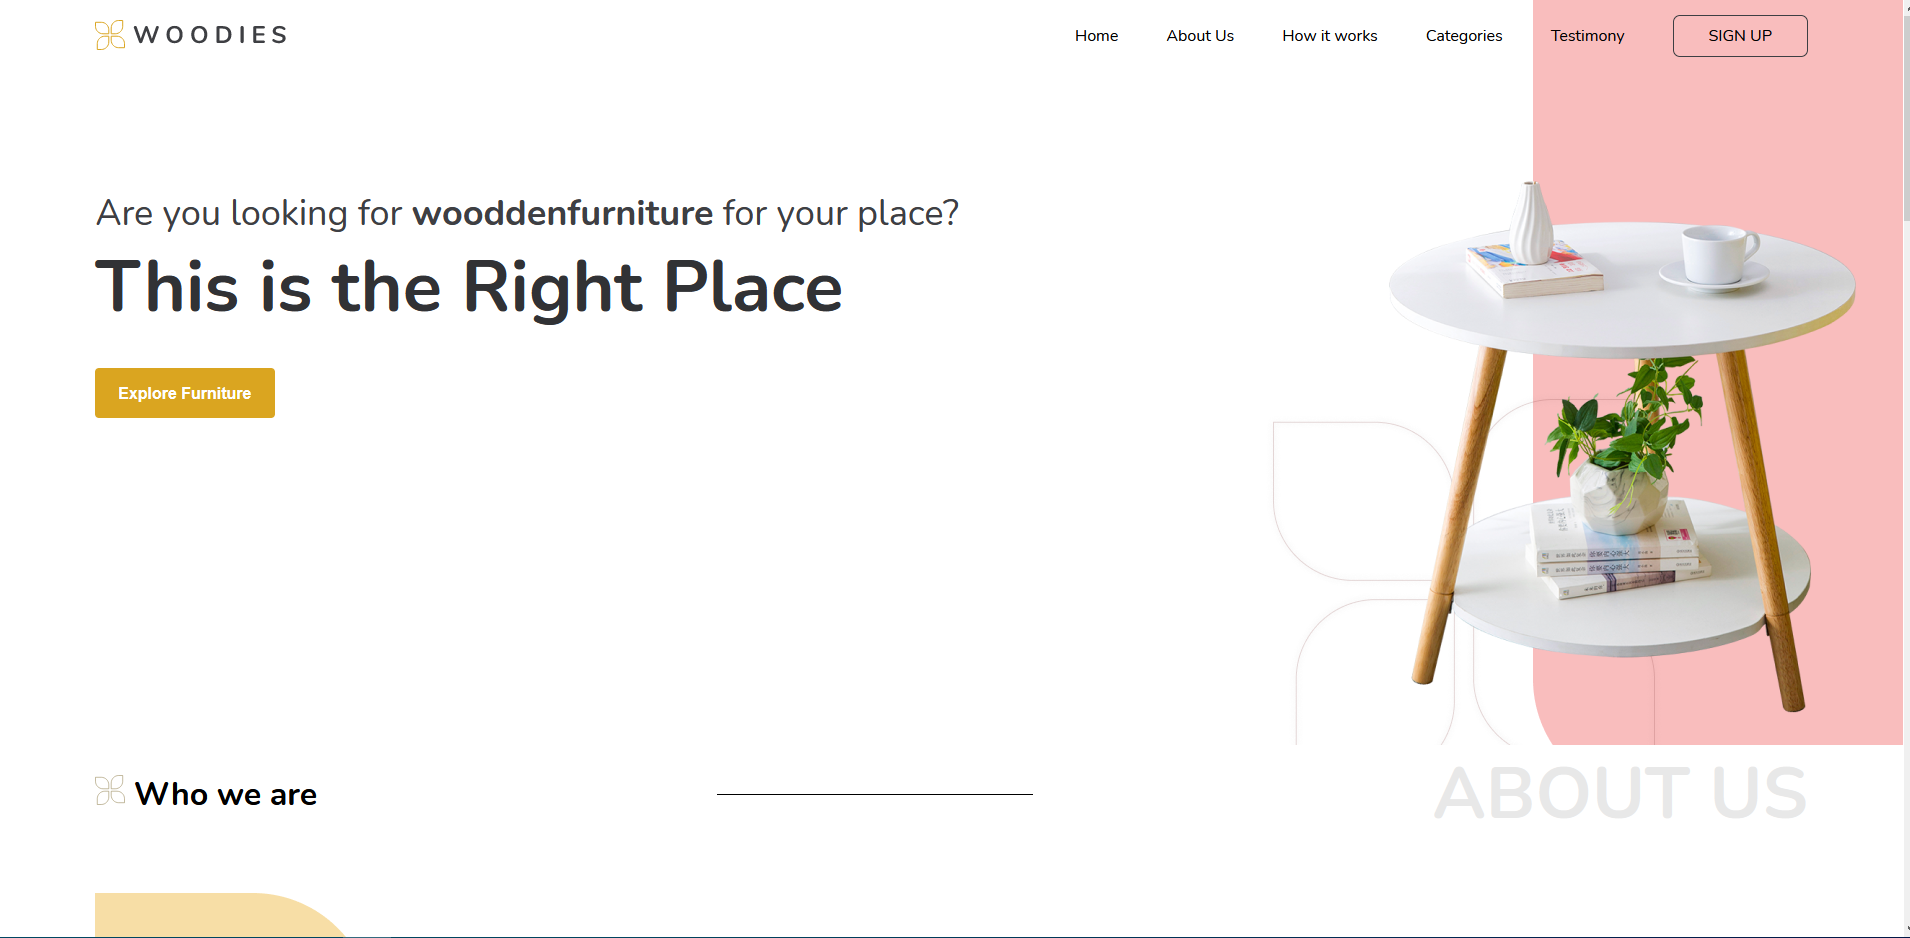 WOODIES
Home
About Us
How it works
Categories
Testimony
SIGN UP
Are you looking for wooddenfurniture for your place?
This is the Right Place
Explore Furniture
Who we are
ABOUT US